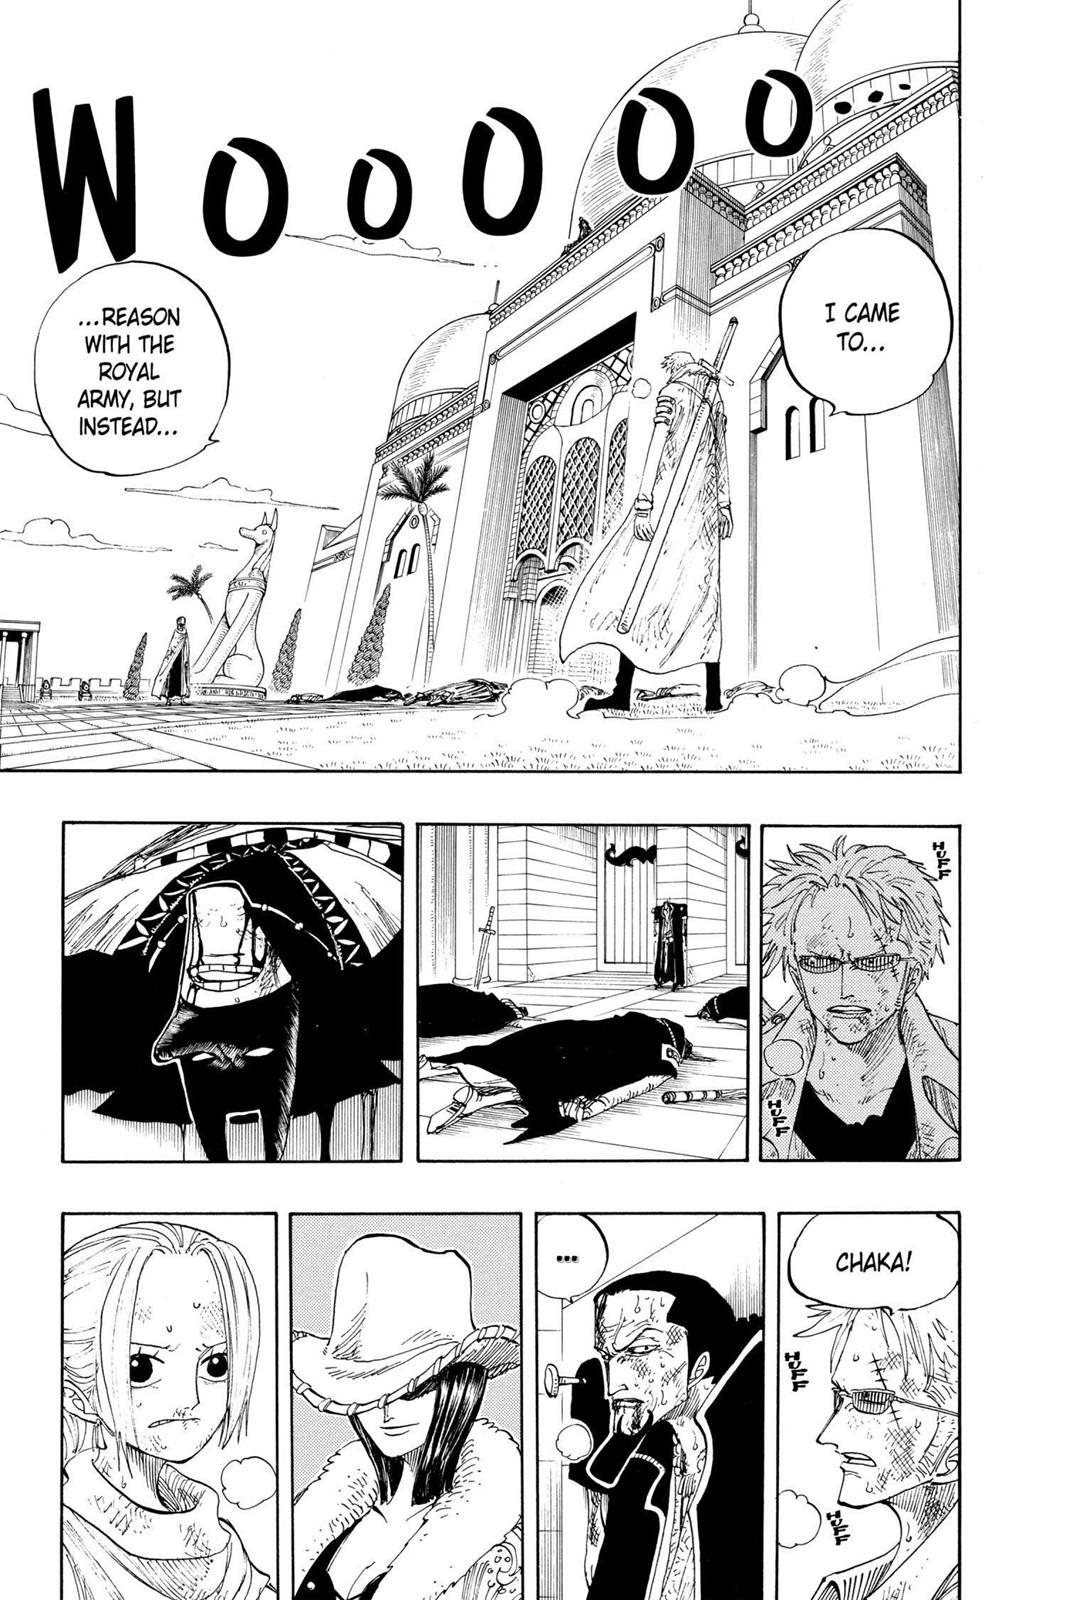 WOOOOO
I CAME
TO...
...REASON
WITH THE
ROYAL
ARMY, BUT
INSTEAD...
HUFF
HUFF
CHAKA!
HUFF
HUFF
...